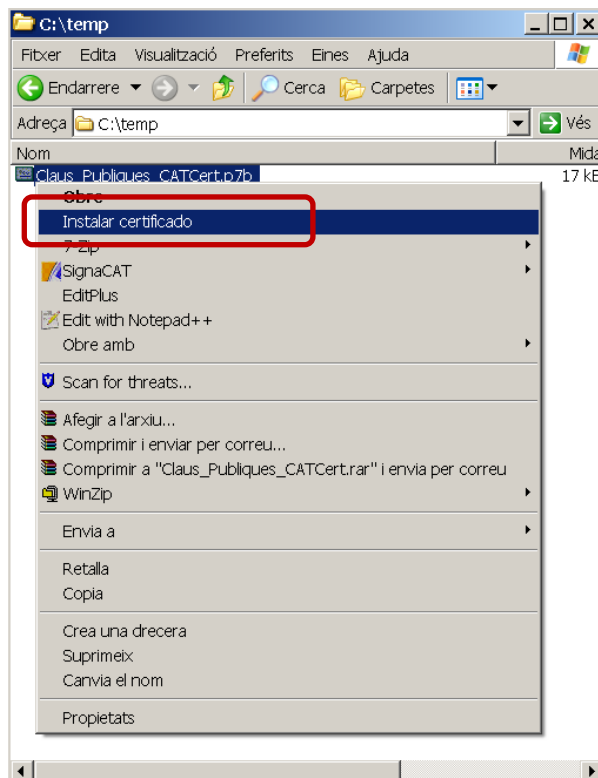 C:\temp
Fitxer Edita Visualització Preferits Eines Ajuda
Endarrere Cerca Carpetes
Adreça C:\temp Vés
Nom Mida
Claus_Publiques_CATCert.p7b 17 kB
Obre
Instalar certificado
7-Zip
SignaCAT
EditPlus
Edit with Notepad++
Obre amb
Scan for threats...
Afegir a l'arxiu...
Comprimir i enviar per correu...
Comprimir a "Claus_Publiques_CATCert.rar" i envia per correu
WinZip
Envia a
Retalla
Copia
Crea una drecera
Suprimeix
Canvia el nom
Propietats